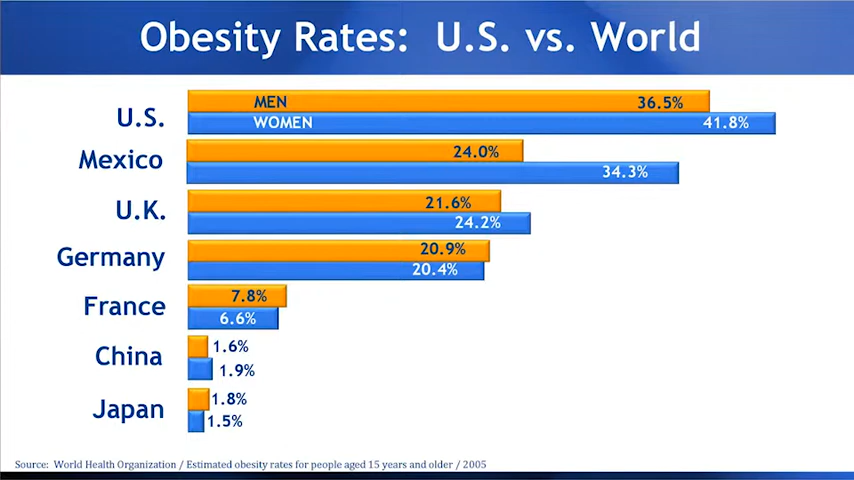 Obesity Rates: U.S. vs. World
U.S.
MEN 36.5%
WOMEN 41.8%
Mexico
24.0%
34.3%
U.K.
21.6%
24.2%
Germany
20.9%
20.4%
France
7.8%
6.6%
China
1.6%
1.9%
Japan
1.8%
1.5%
Source: World Health Organization / Estimated obesity rates for people aged 15 years and older / 2005